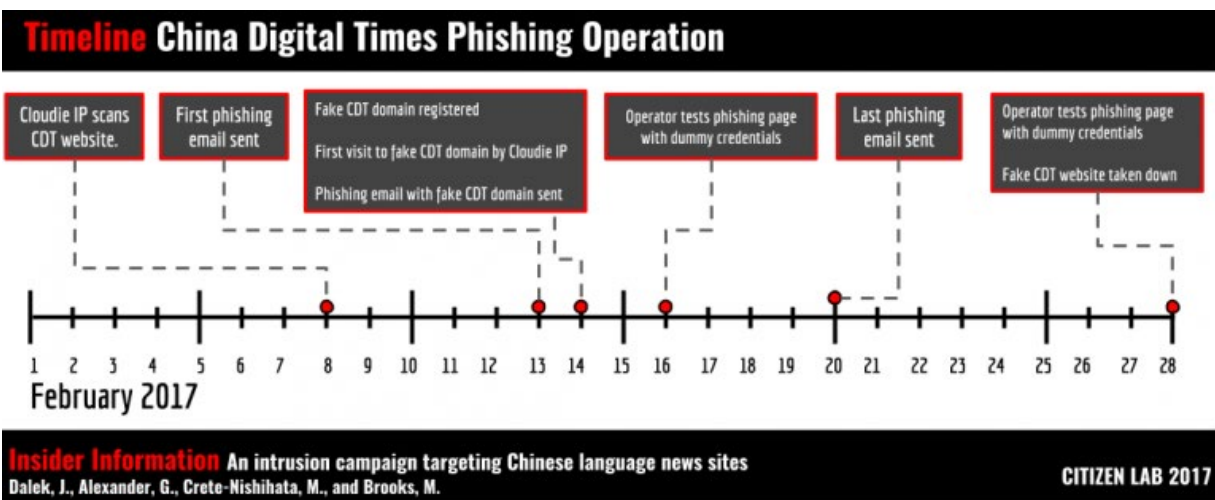 Timeline China Digital Times Phishing Operation
Cloudie IP scans
CDT website.
First phishing
email sent
Fake CDT domain registered
First visit to fake CDT domain by Cloudie IP
Phishing email with fake CDT domain sent
Operator tests phishing page
with dummy credentials
Last phishing
email sent
Operator tests phishing page
with dummy credentials
Fake CDT website taken down
1 2 3 4 5 6 7 8 9 10 11 12 13 14 15 16 17 18 19 20 21 22 23 24 25 26 27 28
February 2017
Insider Information An intrusion campaign targeting Chinese language news sites
Dalek, J., Alexander, G., Crete-Nishihata, M., and Brooks, M.
CITIZEN LAB 2017